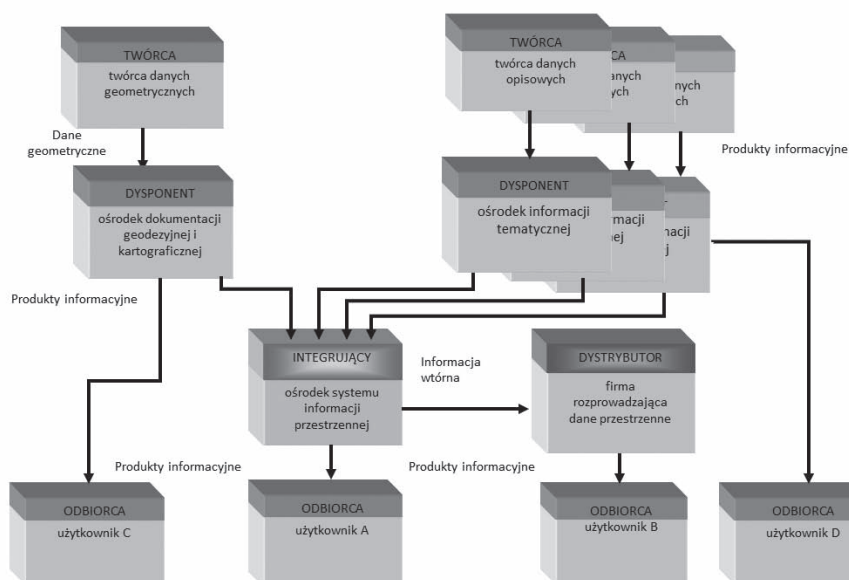 TWÓRCA
twórca danych
geometrycznych
TWÓRCA
twórca danych
opisowych
Dane
geometryczne
Produkty informacyjne
DYSPONENT
ośrodek dokumentacji
geodezyjnej i
kartograficznej
DYSPONENT
ośrodek informacji
tematycznej
Produkty informacyjne
INTEGRUJĄCY
ośrodek systemu
informacji
przestrzennej
Informacja
wtórna
DYSTRYBUTOR
firma
rozprowadzająca
dane przestrzenne
Produkty informacyjne
Produkty informacyjne
ODBIORCA
użytkownik C
ODBIORCA
użytkownik A
ODBIORCA
użytkownik B
ODBIORCA
użytkownik D